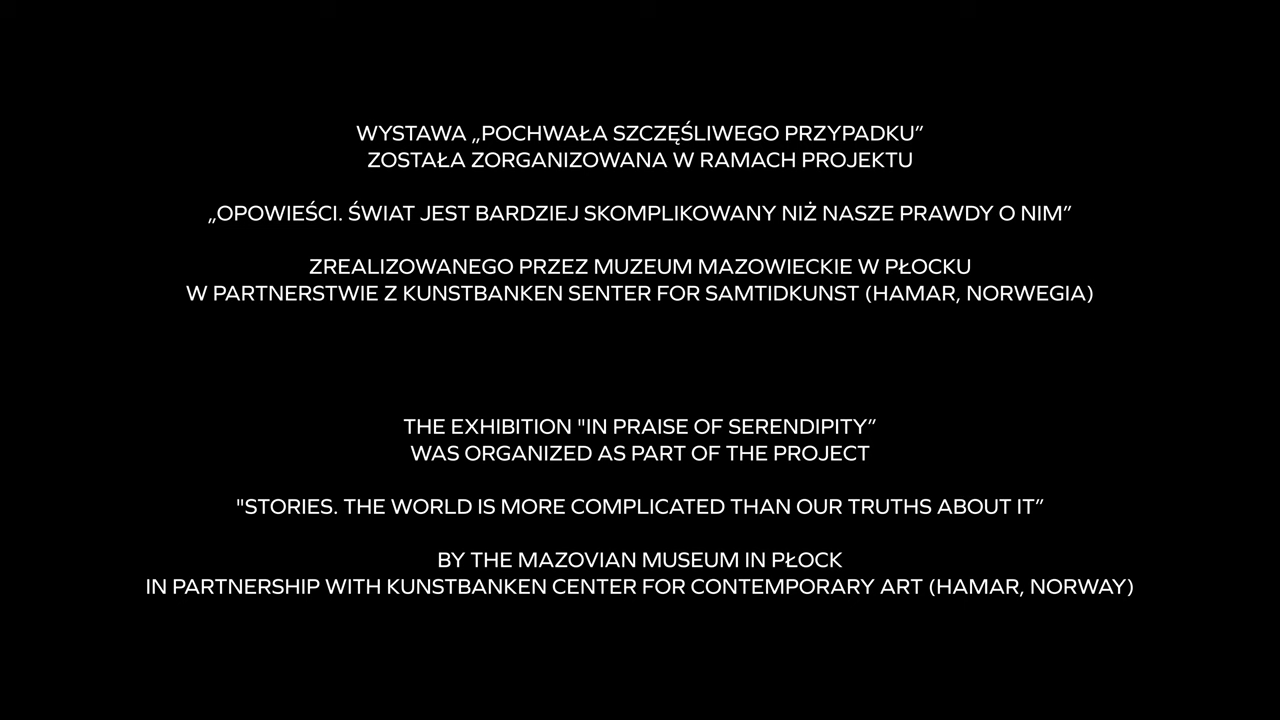 WYSTAWA „POCHWAŁA SZCZĘŚLIWEGO PRZYPADKU”
ZOSTAŁA ZORGANIZOWANA W RAMACH PROJEKTU
„OPOWIEŚCI. ŚWIAT JEST BARDZIEJ SKOMPLIKOWANY NIŻ NASZE PRAWDY O NIM”
ZREALIZOWANEGO PRZEZ MUZEUM MAZOWIECKIE W PŁOCKU
W PARTNERSTWIE Z KUNSTBANKEN SENTER FOR SAMTIDKUNST (HAMAR, NORWEGIA)
THE EXHIBITION "IN PRAISE OF SERENDIPITY”
WAS ORGANIZED AS PART OF THE PROJECT
"STORIES. THE WORLD IS MORE COMPLICATED THAN OUR TRUTHS ABOUT IT”
BY THE MAZOVIAN MUSEUM IN PŁOCK
IN PARTNERSHIP WITH KUNSTBANKEN CENTER FOR CONTEMPORARY ART (HAMAR, NORWAY)